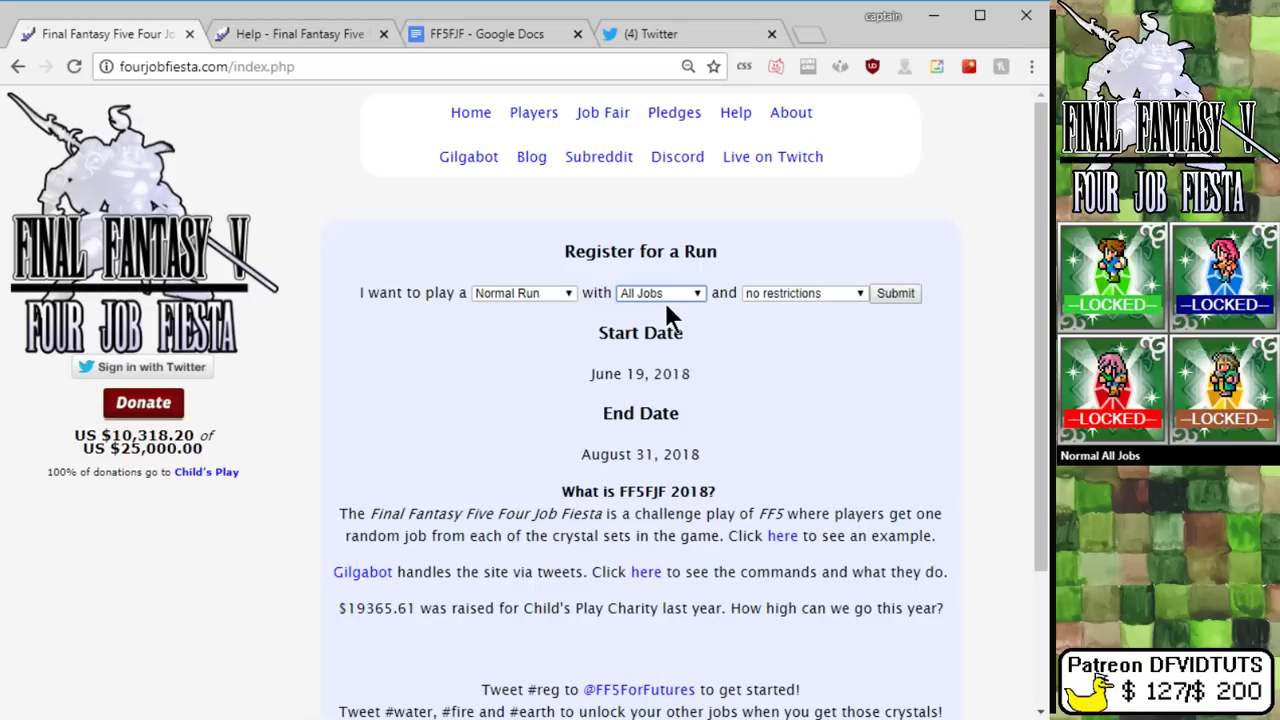 captain
Final Fantasy Five Four Jo
Help - Final Fantasy Five
FF5FJF - Google Docs
(4) Twitter
fourjobfiesta.com/index.php
css
Home Players Job Fair Pledges Help About
Gilgabot Blog Subreddit Discord Live on Twitch
FINAL FANTASY V
FOUR JOB FIESTA
Sign in with Twitter
Donate
US $10,318.20 of
US $25,000.00
100% of donations go to Child's Play
Register for a Run
I want to play a Normal Run with All Jobs and no restrictions Submit
Start Date
June 19, 2018
End Date
August 31, 2018
What is FF5FJF 2018?
The Final Fantasy Five Four Job Fiesta is a challenge play of FF5 where players get one
random job from each of the crystal sets in the game. Click here to see an example.
Gilgabot handles the site via tweets. Click here to see the commands and what they do.
$19365.61 was raised for Child's Play Charity last year. How high can we go this year?
Tweet #reg to @FF5ForFutures to get started!
Tweet #water, #fire and #earth to unlock your other jobs when you get those crystals!
FINAL FANTASY V
FOUR JOB FIESTA
—LOCKED— —LOCKED—
—LOCKED— —LOCKED—
Normal All Jobs
Patreon DFVIDTUTS
$ 127/$ 200